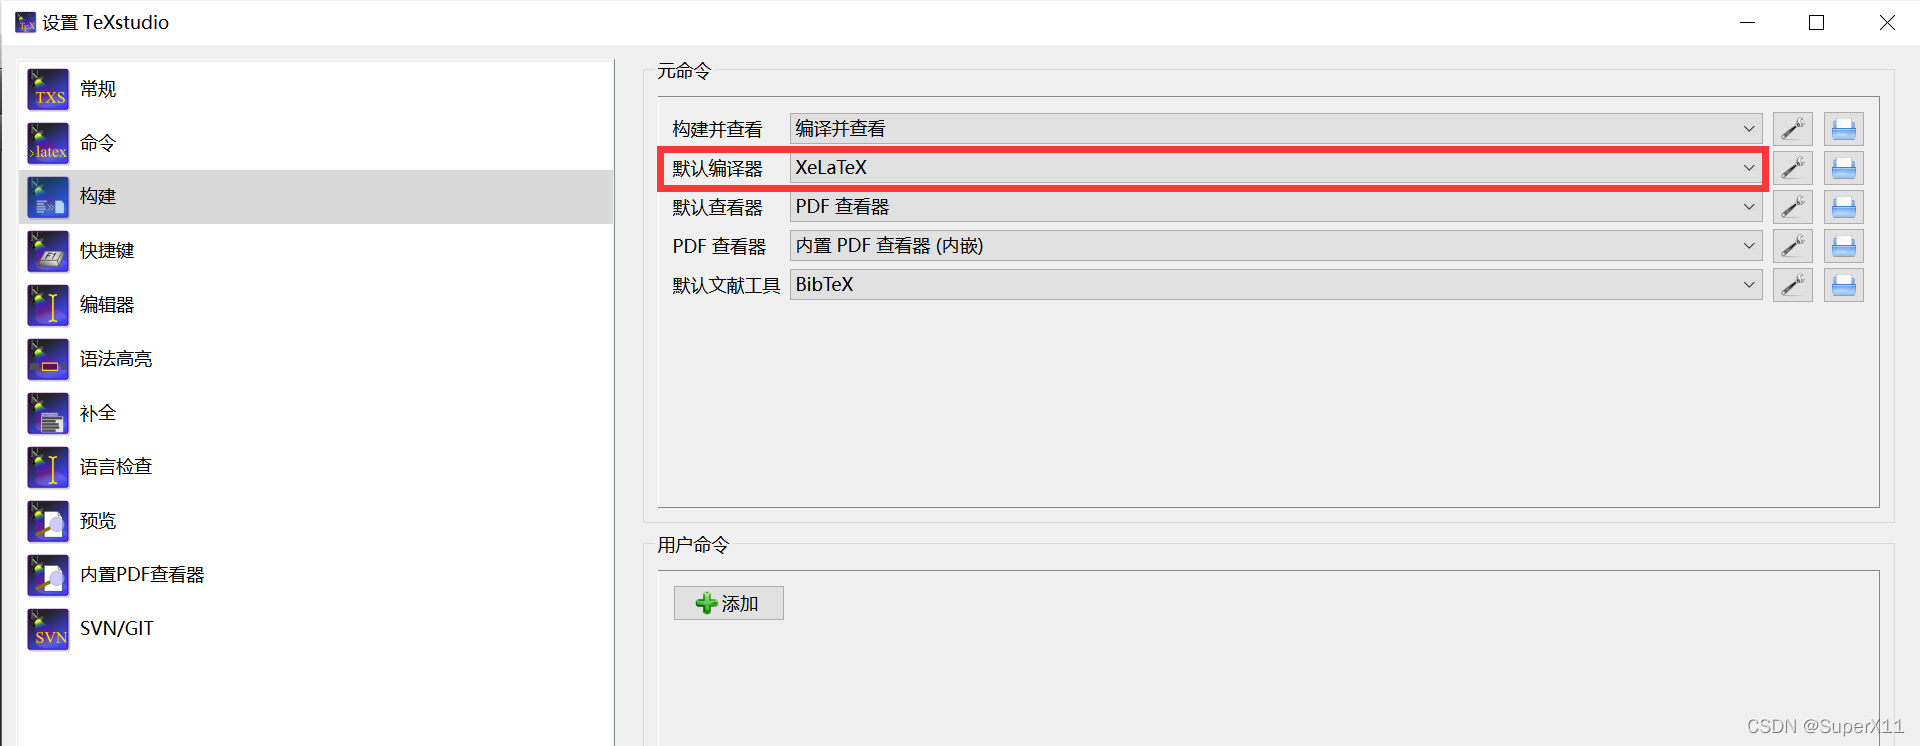 设置 TeXstudio
TXS
常规
>latex
命令
构建
F1
快捷键
编辑器
语法高亮
补全
语言检查
预览
内置PDF查看器
SVN
SVN/GIT
元命令
构建并查看 编译并查看
默认编译器 XeLaTeX
默认查看器 PDF 查看器
PDF 查看器 内置 PDF 查看器 (内嵌)
默认文献工具 BibTeX
用户命令
添加
CSDN @SuperX11